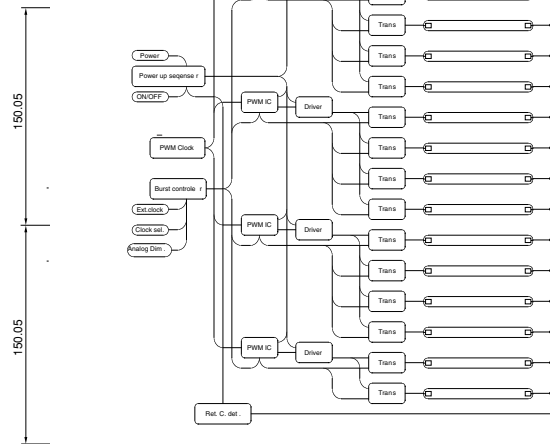 Trans
Trans
Power
Power up seqense r
Trans
ON/OFF
PWM IC
Driver
150.05
Trans
PWM Clock
Trans
Trans
Burst controle r
Ext.clock
Trans
Clock sel.
PWM IC
Driver
Trans
Analog Dim .
Trans
Trans
150.05
Trans
PWM IC
Driver
Trans
Trans
Ret. C. det .